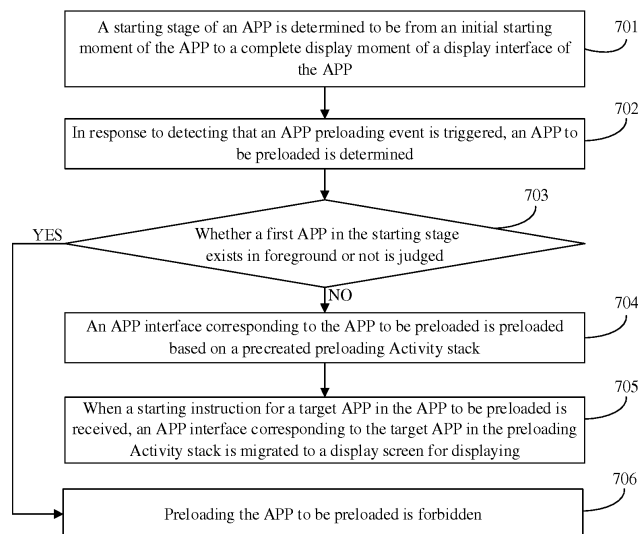 A starting stage of an APP is determined to be from an initial starting
moment of the APP to a complete display moment of a display interface of
the APP
701
In response to detecting that an APP preloading event is triggered, an APP to
be preloaded is determined
702
703
YES
Whether a first APP in the starting stage
exists in foreground or not is judged
NO
An APP interface corresponding to the APP to be preloaded is preloaded
based on a precreated preloading Activity stack
704
When a starting instruction for a target APP in the APP to be preloaded is
received, an APP interface corresponding to the target APP in the preloading
Activity stack is migrated to a display screen for displaying
705
Preloading the APP to be preloaded is forbidden
706